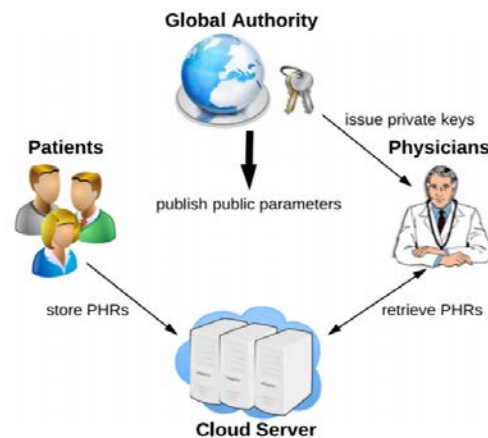 Global Authority
issue private keys
Patients
Physicians
publish public parameters
store PHRs
retrieve PHRs
Cloud Server